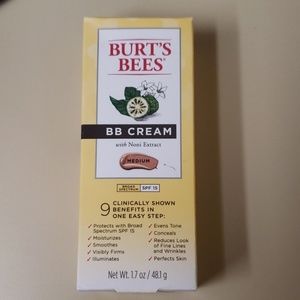 BURT'S
BEES
BB CREAM
with Noni Extract
MEDIUM
BROAD SPECTRUM SPF 15
9 CLINICALLY SHOWN
BENEFITS IN
ONE EASY STEP:
• Protects with Broad
Spectrum SPF 15
• Moisturizes
• Smoothes
• Visibly Firms
• Illuminates
• Evens Tone
• Conceals
• Reduces Look
of Fine Lines
and Wrinkles
• Perfects Skin
Net Wt. 1.7 oz / 48.1 g